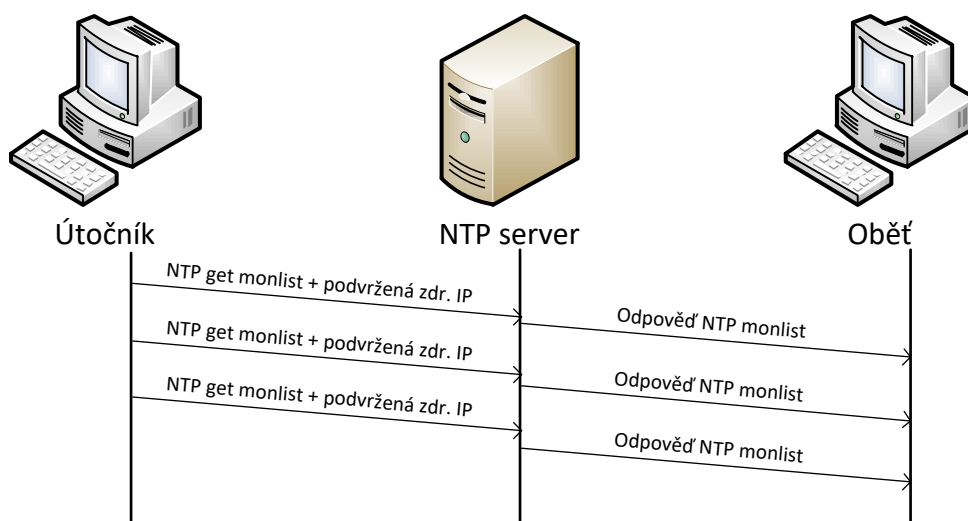 Útočník
NTP server
Oběť
NTP get monlist + podvržená zdr. IP
Odpověď NTP monlist
NTP get monlist + podvržená zdr. IP
Odpověď NTP monlist
NTP get monlist + podvržená zdr. IP
Odpověď NTP monlist